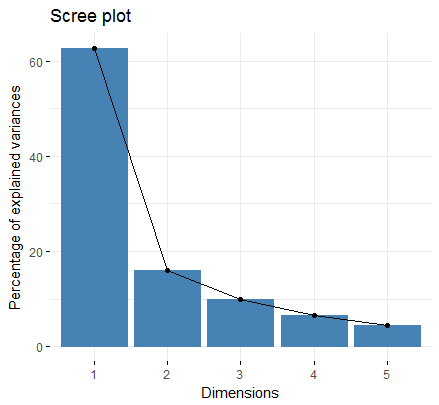 Scree plot
Percentage of explained variances
60
40
20
0
1 2 3 4 5
Dimensions